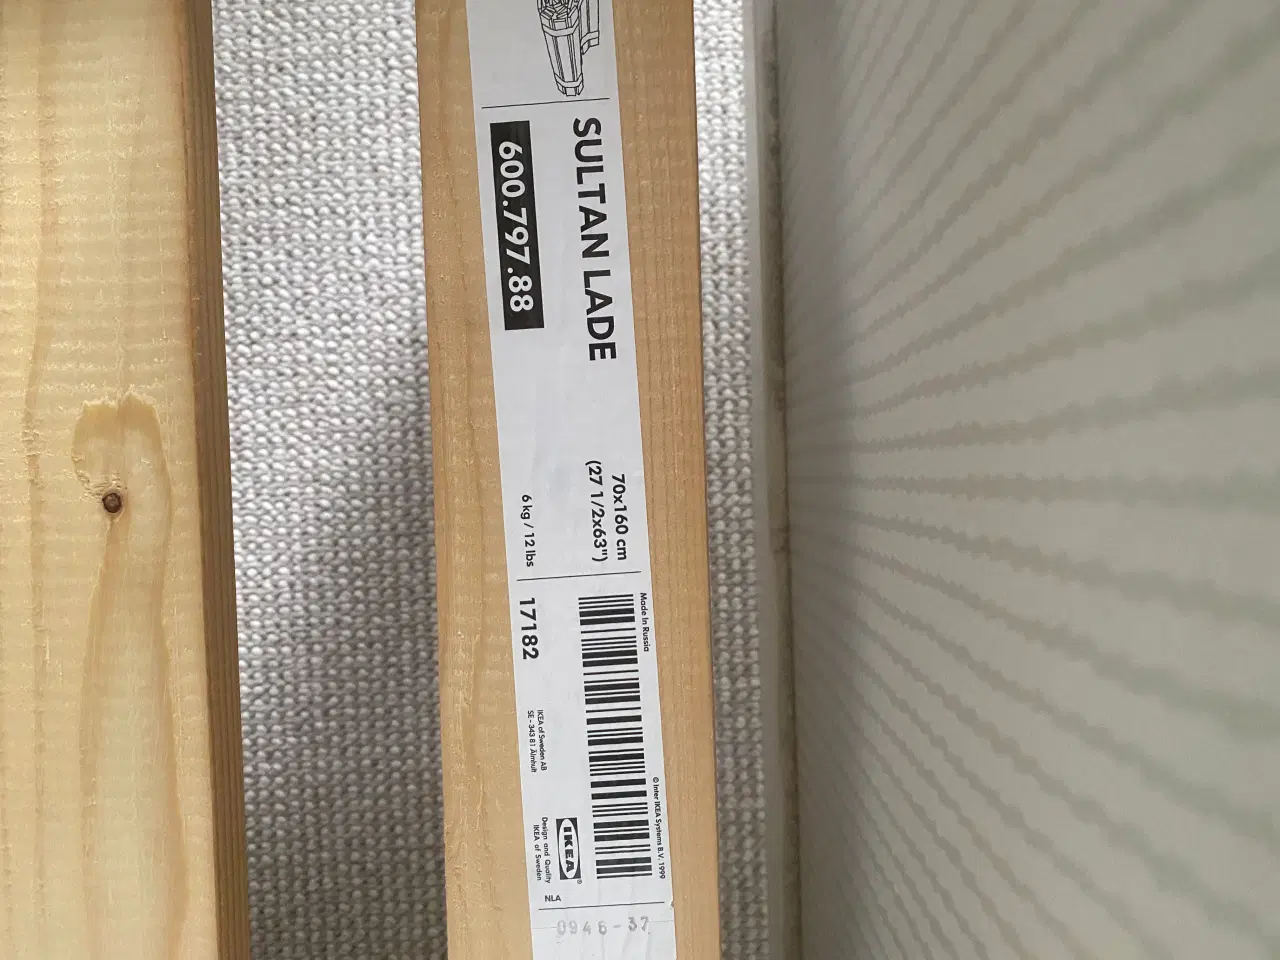 SULTAN LADE
600.797.88
70x160 cm
(27 1/2x63")
6 kg / 12 lbs
Made in Russia
17182
IKEA of Sweden AB
SE - 343 81 Älmhult
© Inter IKEA Systems B.V. 1999
IKEA®
Design and Quality
IKEA of Sweden
NLA
0946-37